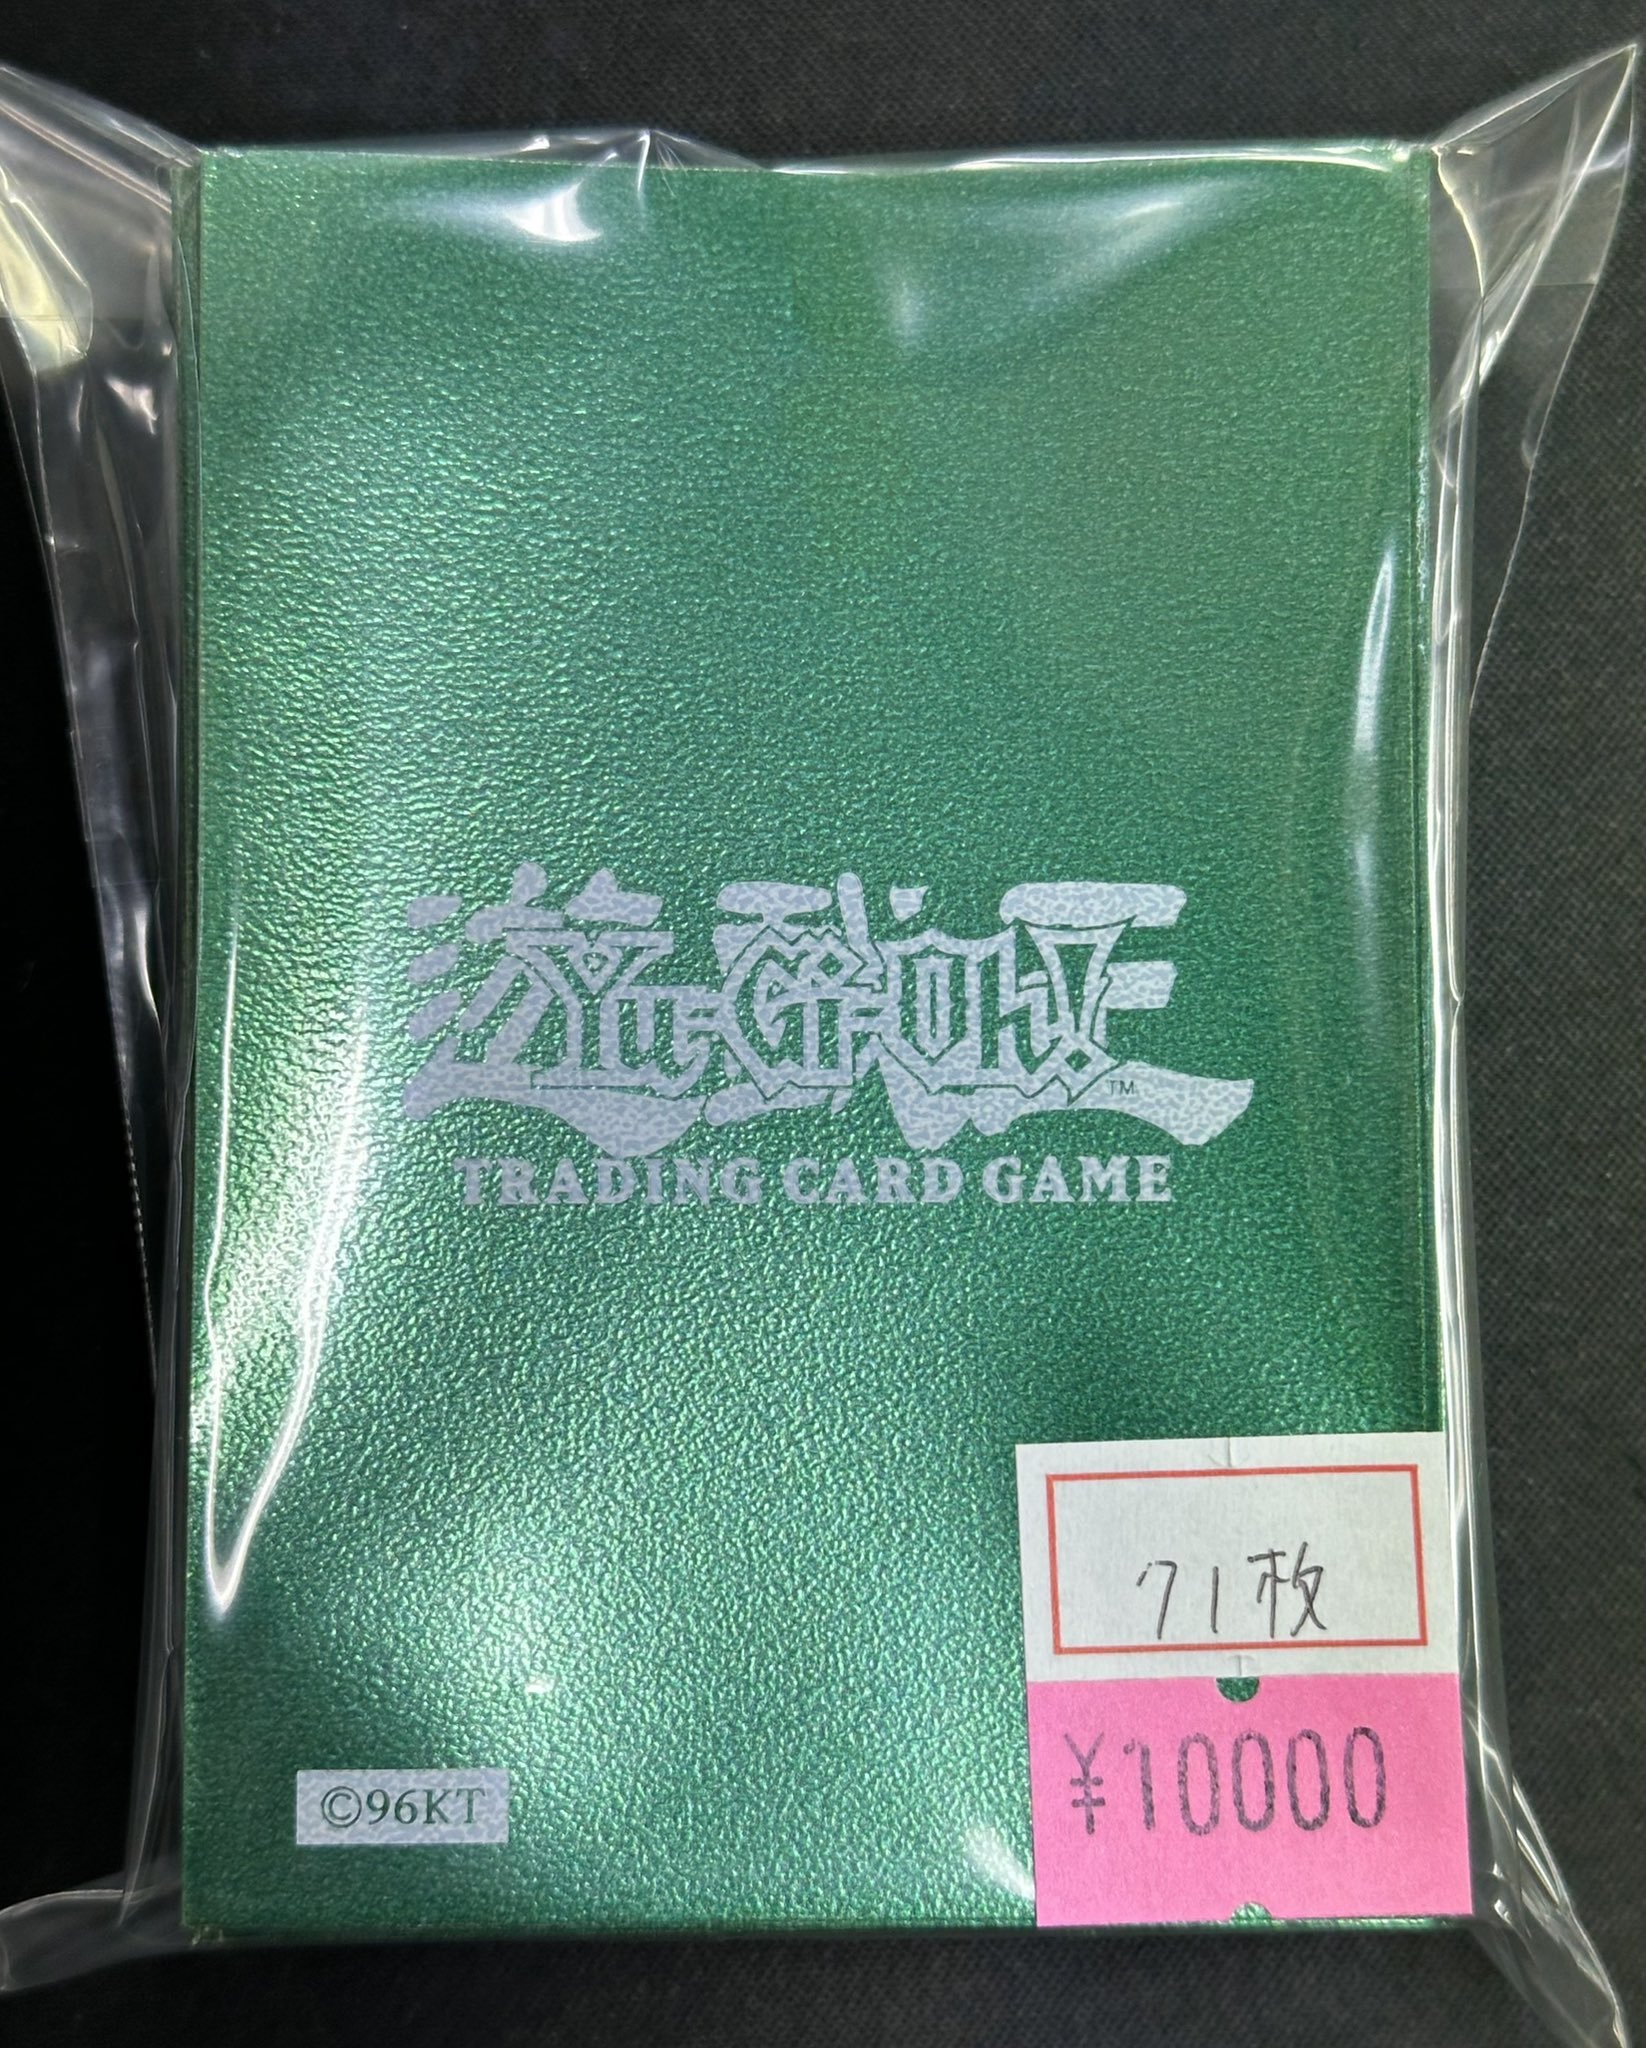 遊戯王
Yu-Gi-Oh!
TM
TRADING CARD GAME
71枚
¥10000
©96KT